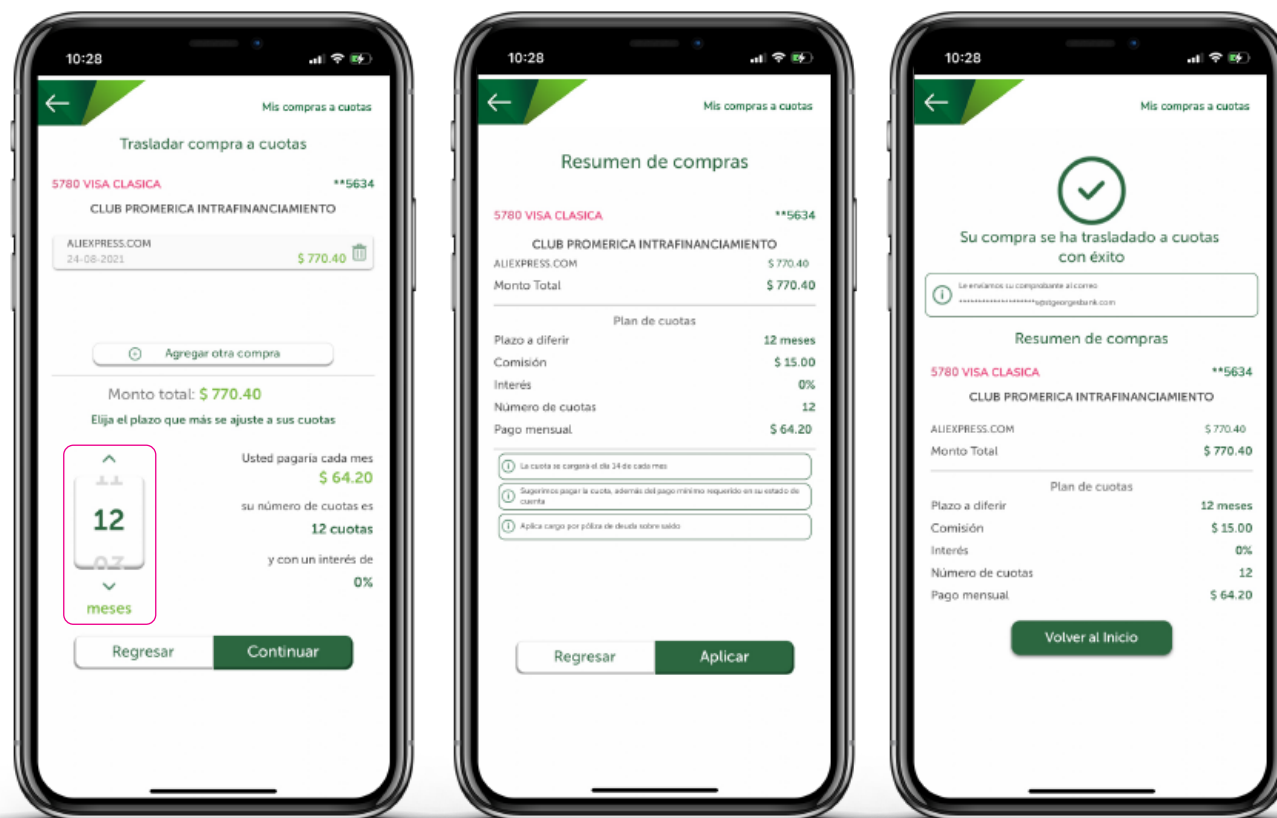 10:28
Mis compras a cuotas
Trasladar compra a cuotas
5780 VISA CLASICA **5634
CLUB PROMERICA INTRAFINANCIAMIENTO
ALIEXPRESS.COM
24-08-2021 $ 770.40
Agregar otra compra
Monto total: $ 770.40
Elija el plazo que más se ajuste a sus cuotas
Usted pagaría cada mes
$ 64.20
su número de cuotas es
12 cuotas
y con un interés de
0%
11
12
03
meses
Regresar Continuar
10:28
Mis compras a cuotas
Resumen de compras
5780 VISA CLASICA **5634
CLUB PROMERICA INTRAFINANCIAMIENTO
ALIEXPRESS.COM $ 770.40
Monto Total $ 770.40
Plan de cuotas
Plazo a diferir 12 meses
Comisión $ 15.00
Interés 0%
Número de cuotas 12
Pago mensual $ 64.20
La cuota se cargará el día 14 de cada mes
Sugerimos pagar la cuota, además del pago mínimo requerido en su estado de
cuenta
Aplica cargo por póliza de deuda sobre saldo
Regresar Aplicar
10:28
Mis compras a cuotas
Su compra se ha trasladado a cuotas
con éxito
Le enviamos su comprobante al correo
Resumen de compras
5780 VISA CLASICA **5634
CLUB PROMERICA INTRAFINANCIAMIENTO
ALIEXPRESS.COM $ 770.40
Monto Total $ 770.40
Plan de cuotas
Plazo a diferir 12 meses
Comisión $ 15.00
Interés 0%
Número de cuotas 12
Pago mensual $ 64.20
Volver al Inicio